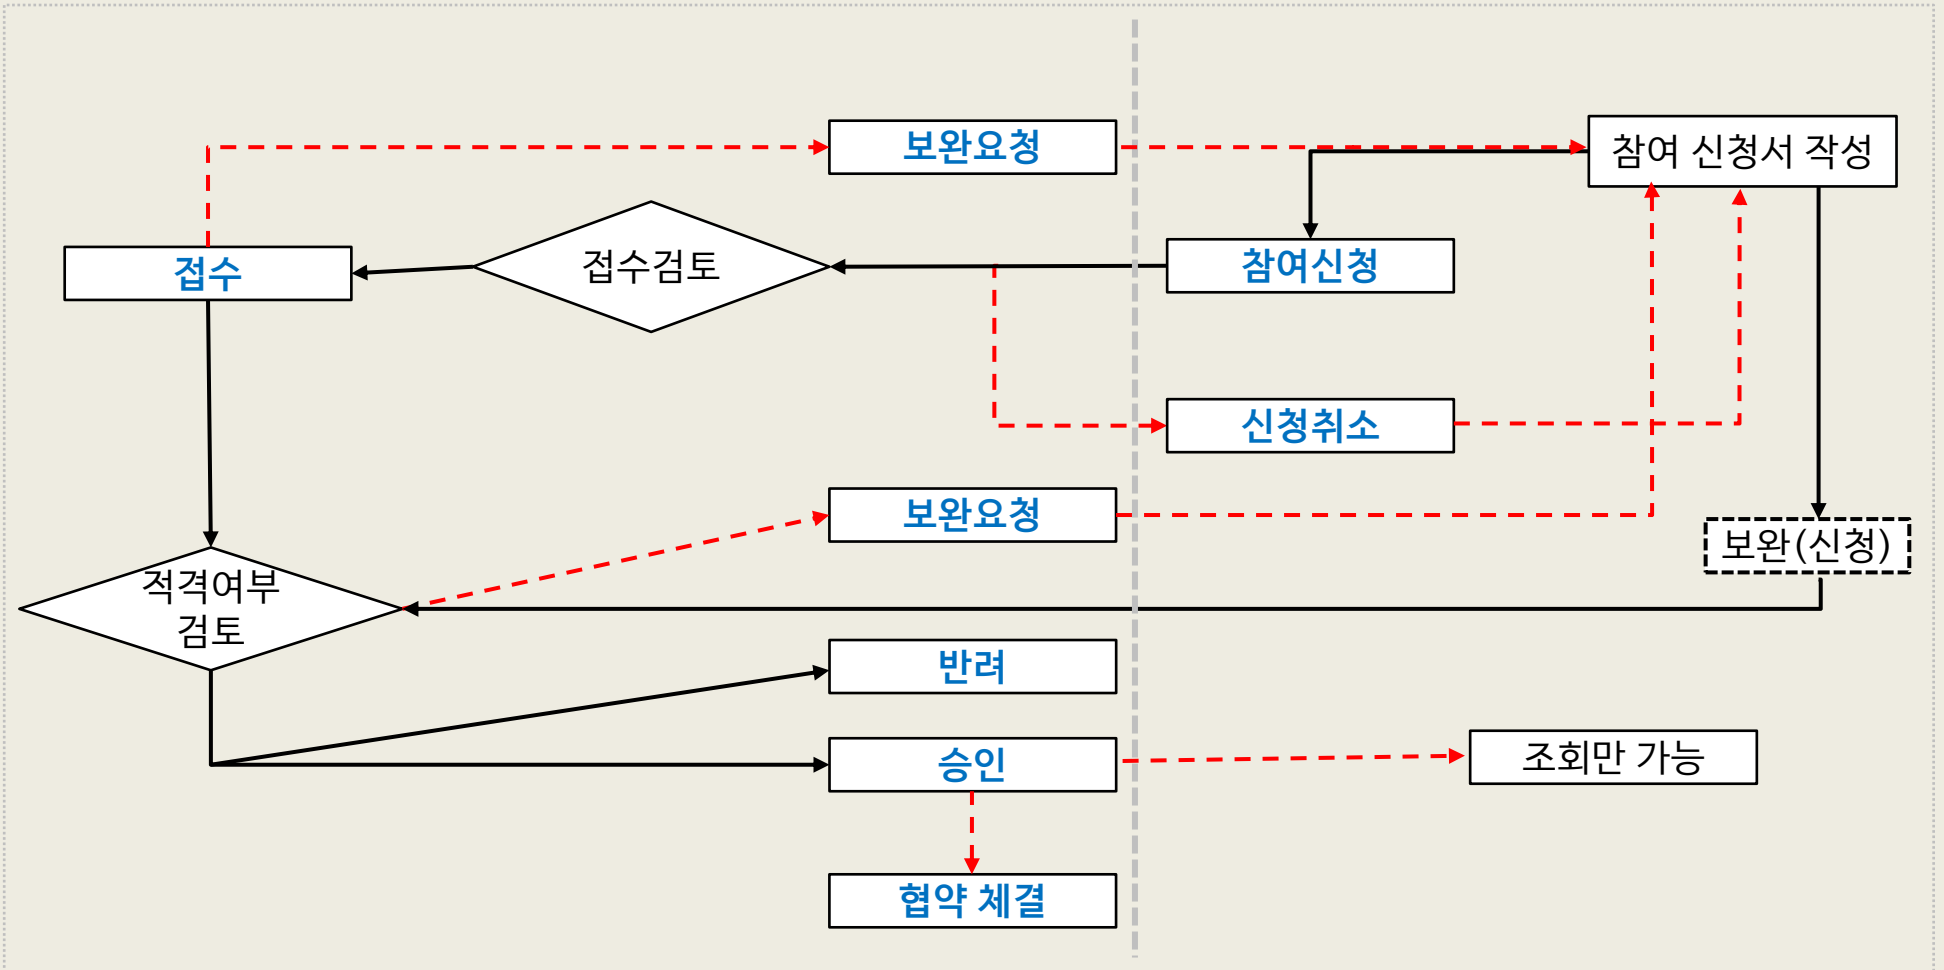 보완요청
참여 신청서 작성
접수
접수검토
참여신청
신청취소
보완요청
보완(신청)
적격여부
검토
반려
승인
조회만 가능
협약 체결